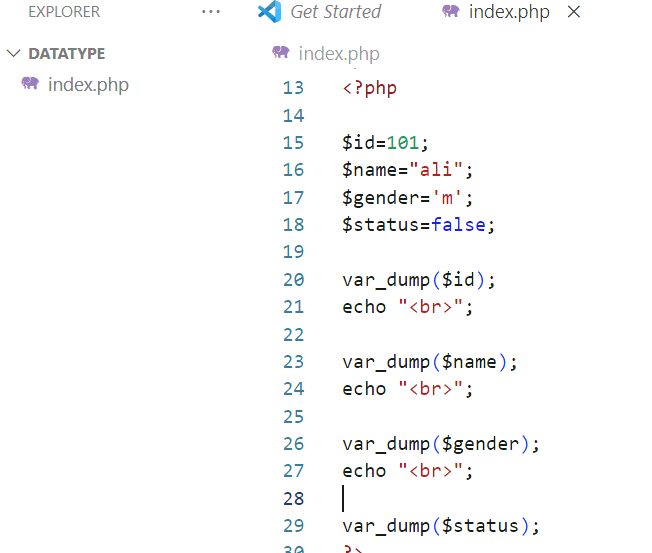 EXPLORER ...
Get Started
index.php
DATATYPE
index.php
index.php
13 <?php
14
15 $id=101;
16 $name="ali";
17 $gender='m';
18 $status=false;
19
20 var_dump($id);
21 echo "<br>";
22
23 var_dump($name);
24 echo "<br>";
25
26 var_dump($gender);
27 echo "<br>";
28
29 var_dump($status);
30 ?>